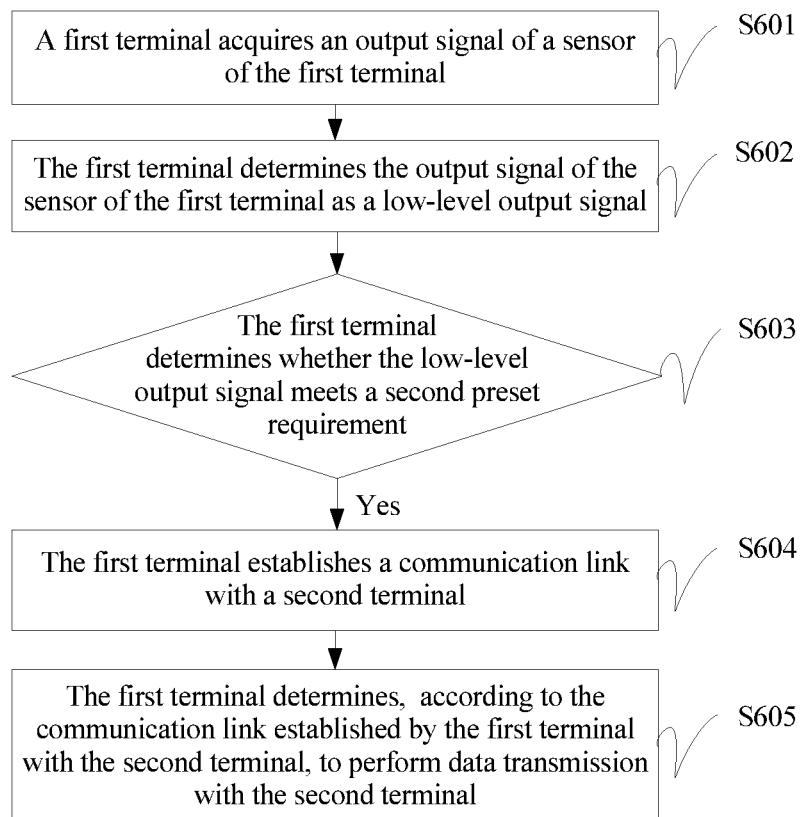 A first terminal acquires an output signal of a sensor
of the first terminal
S601
The first terminal determines the output signal of the
sensor of the first terminal as a low-level output signal
S602
The first terminal
determines whether the low-level
output signal meets a second preset
requirement
S603
Yes
The first terminal establishes a communication link
with a second terminal
S604
The first terminal determines, according to the
communication link established by the first terminal
with the second terminal, to perform data transmission
with the second terminal
S605